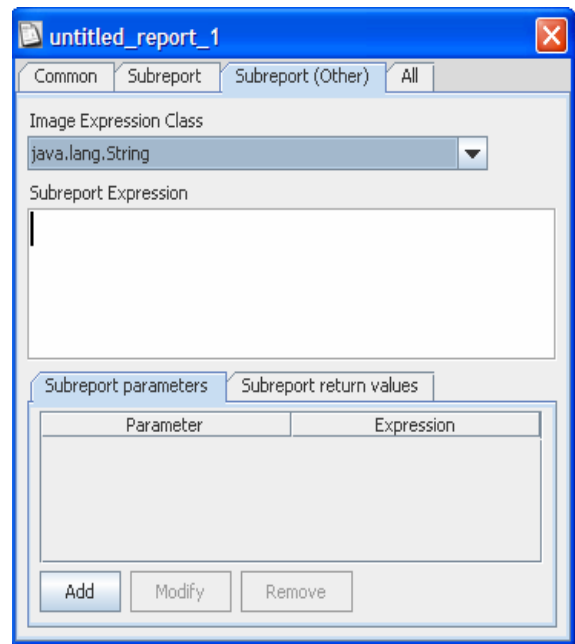 untitled_report_1
Common Subreport Subreport (Other) All
Image Expression Class
java.lang.String
Subreport Expression
Subreport parameters Subreport return values
Parameter Expression
Add Modify Remove